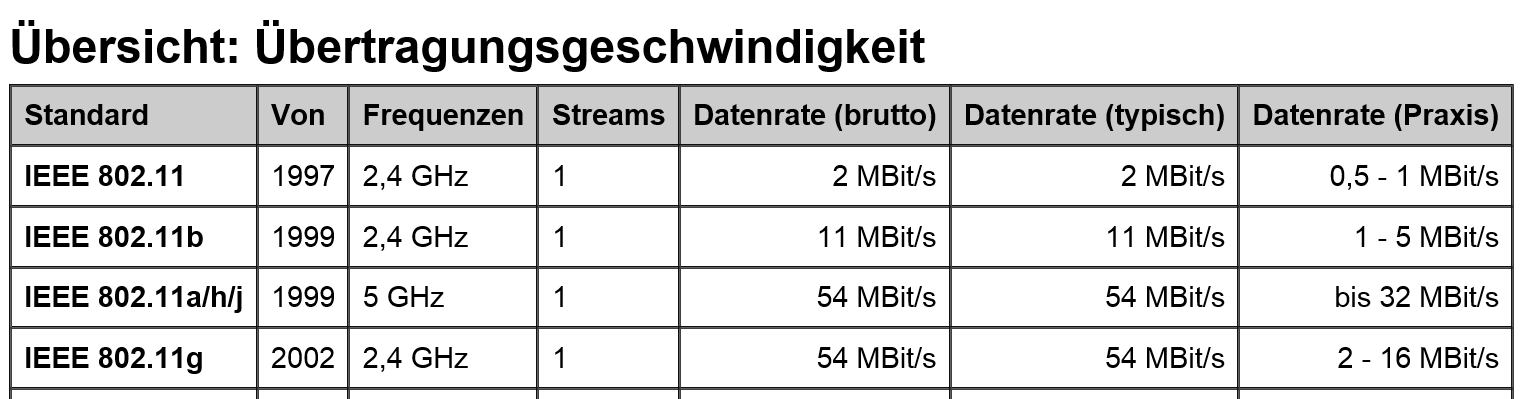 Übersicht: Übertragungsgeschwindigkeit
Standard Von Frequenzen Streams Datenrate (brutto) Datenrate (typisch) Datenrate (Praxis)
IEEE 802.11 1997 2,4 GHz 1 2 MBit/s 2 MBit/s 0,5 - 1 MBit/s
IEEE 802.11b 1999 2,4 GHz 1 11 MBit/s 11 MBit/s 1 - 5 MBit/s
IEEE 802.11a/h/j 1999 5 GHz 1 54 MBit/s 54 MBit/s bis 32 MBit/s
IEEE 802.11g 2002 2,4 GHz 1 54 MBit/s 54 MBit/s 2 - 16 MBit/s